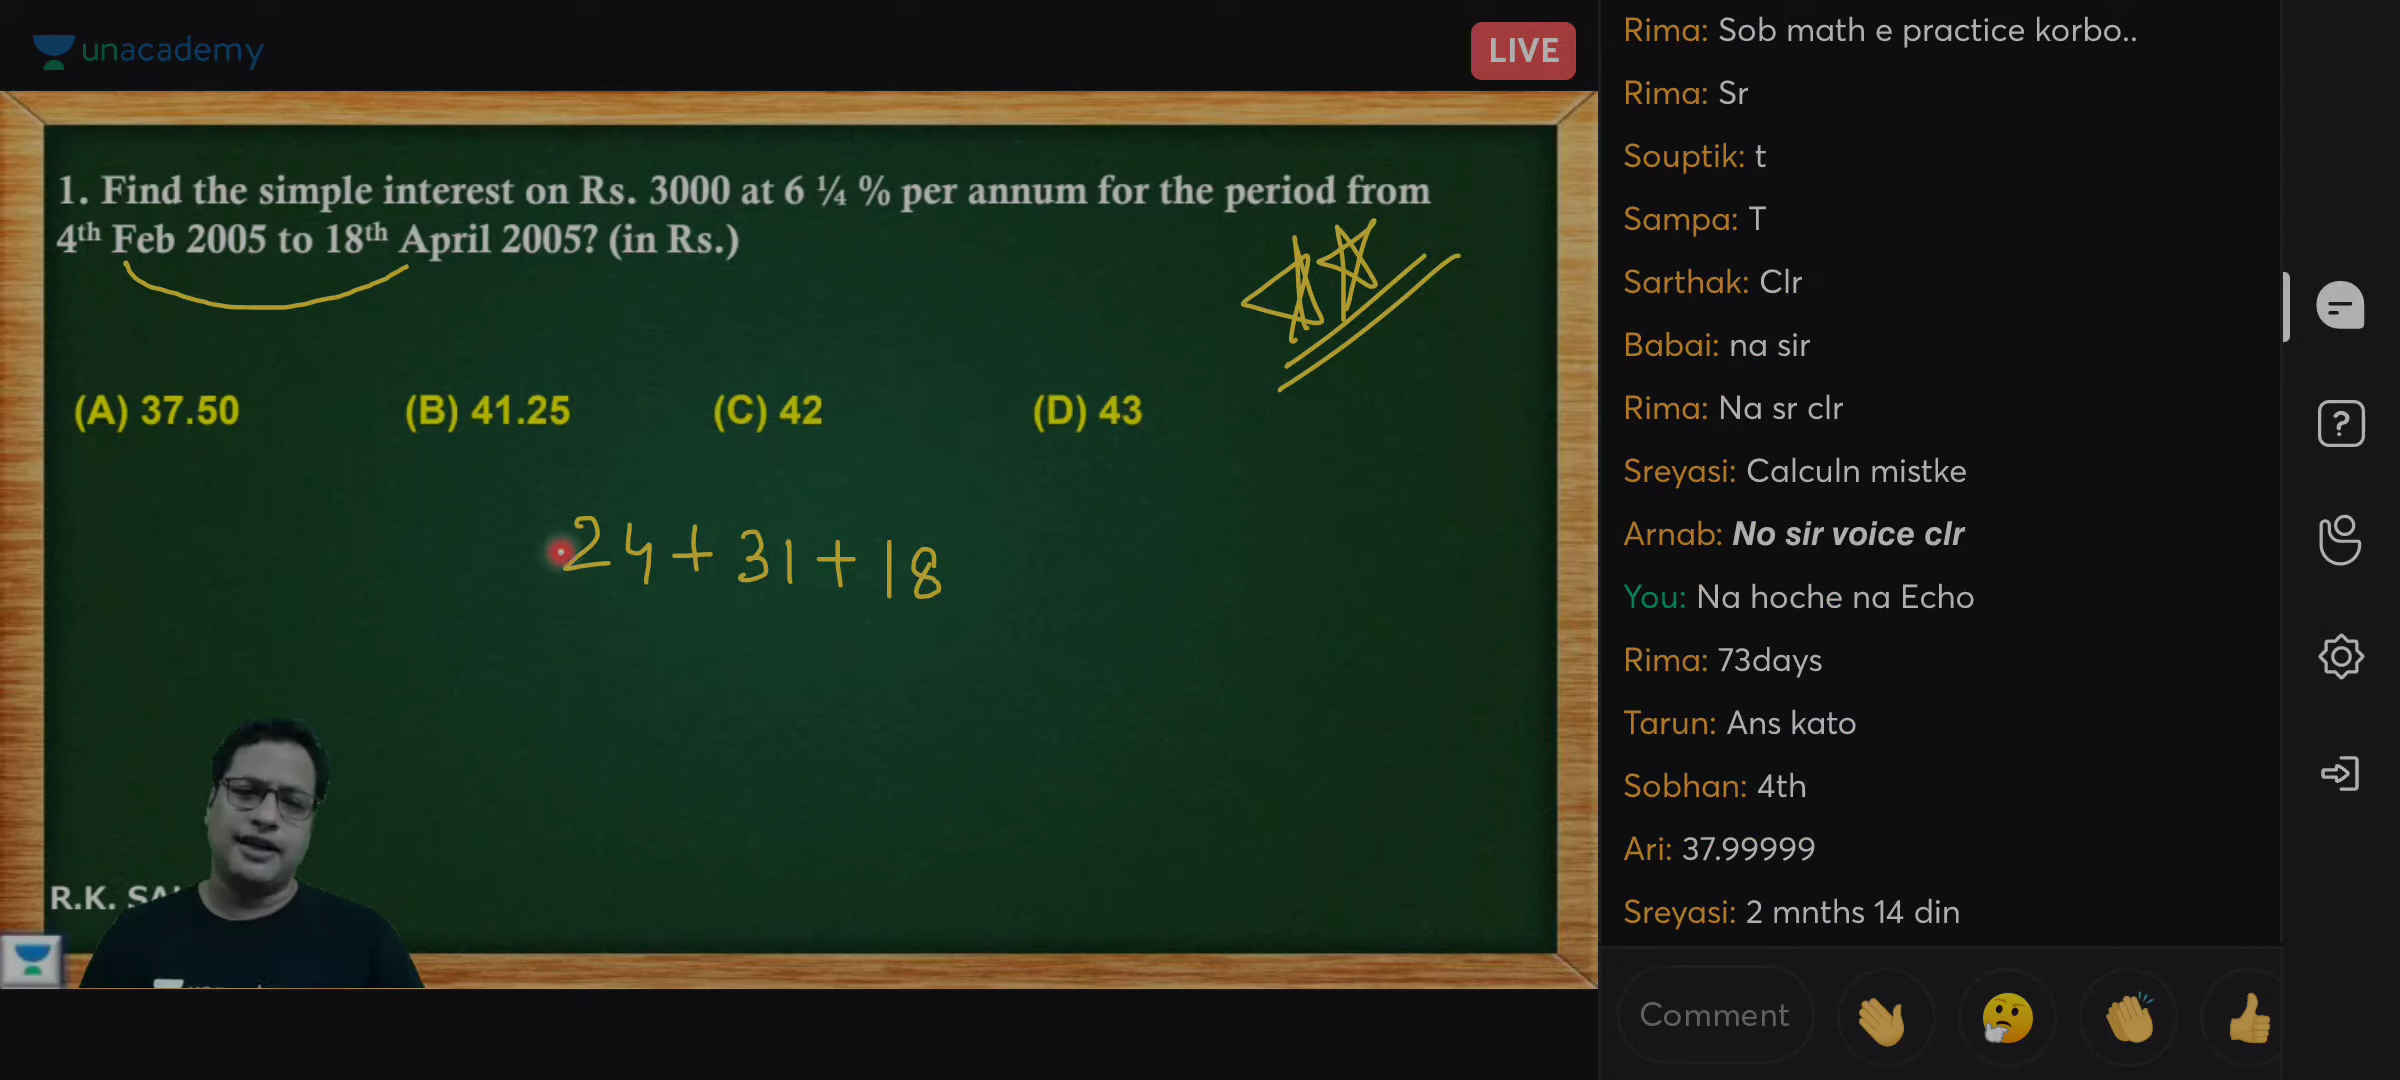 unacademy
LIVE
1. Find the simple interest on Rs. 3000 at 6 ¼ % per annum for the period from
4th Feb 2005 to 18th April 2005? (in Rs.)
(A) 37.50 (B) 41.25 (C) 42 (D) 43
24+31+18
R.K.
Rima: Sob math e practice korbo..
Rima: Sr
Souptik: t
Sampa: T
Sarthak: Clr
Babai: na sir
Rima: Na sr clr
Sreyasi: Calculn mistke
Arnab: No sir voice clr
You: Na hoche na Echo
Rima: 73days
Tarun: Ans kato
Sobhan: 4th
Ari: 37.99999
Sreyasi: 2 mnths 14 din
Comment